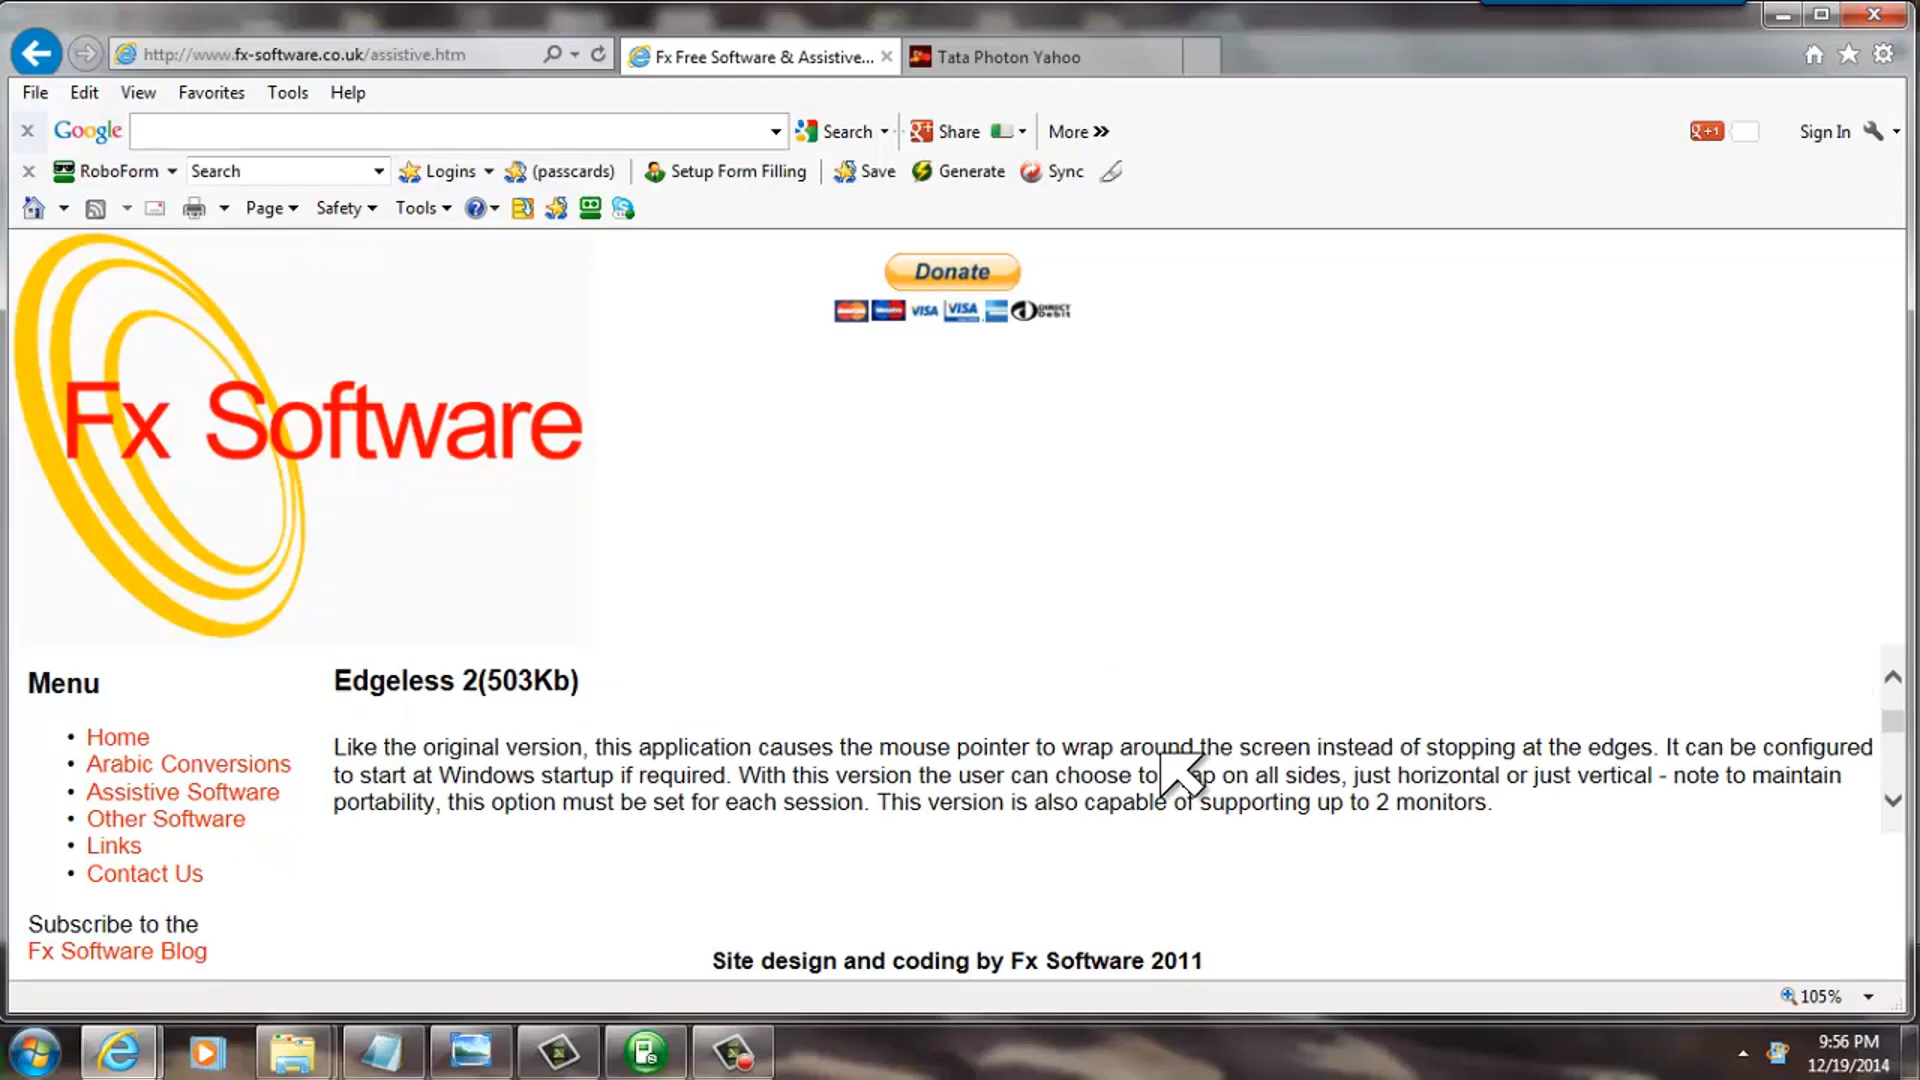 http://www.fx-software.co.uk/assistive.htm
Fx Free Software & Assistive...
Tata Photon Yahoo
File Edit View Favorites Tools Help
Google Search Share More »
+1 Sign In
RoboForm Search Logins (passcards) Setup Form Filling Save Generate Sync
Page Safety Tools
Donate
VISA VISA DIRECT Debit
Fx Software
Menu
Home
Arabic Conversions
Assistive Software
Other Software
Links
Contact Us
Subscribe to the
Fx Software Blog
Edgeless 2(503Kb)
Like the original version, this application causes the mouse pointer to wrap around the screen instead of stopping at the edges. It can be configured
to start at Windows startup if required. With this version the user can choose to wrap on all sides, just horizontal or just vertical - note to maintain
portability, this option must be set for each session. This version is also capable of supporting up to 2 monitors.
Site design and coding by Fx Software 2011
105%
9:56 PM
12/19/2014